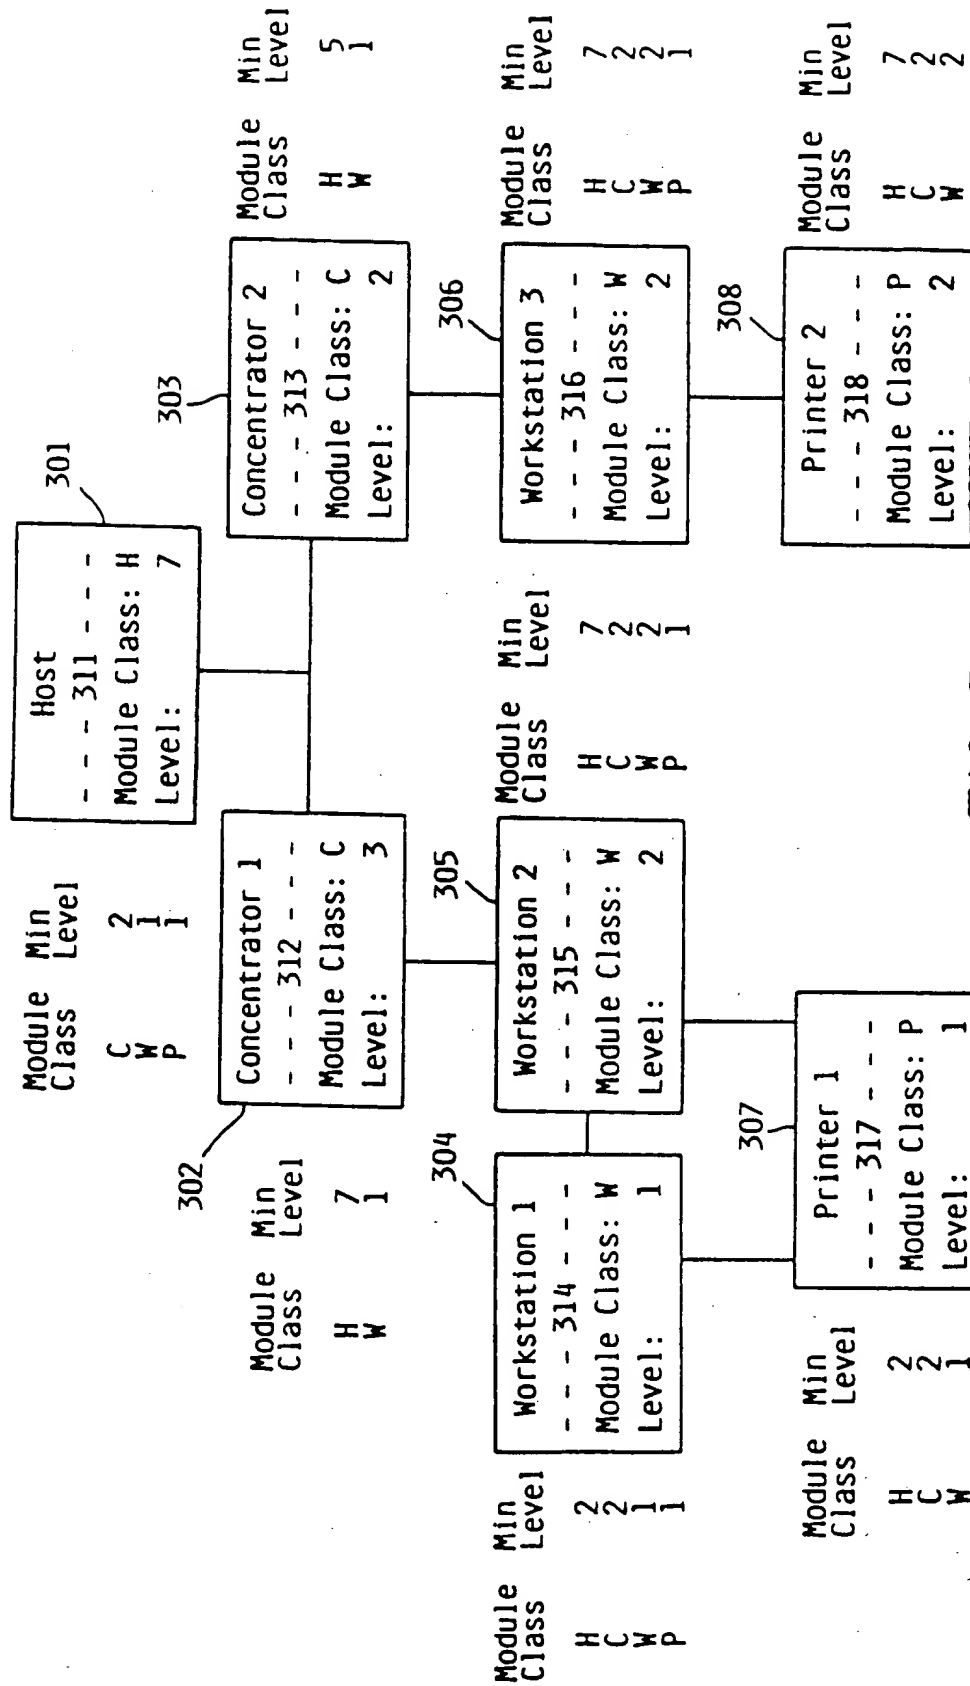 301
Host
- - - 311 - - -
Module Class: H
Level: 7
Module Class Min Level
C 2
W 1
P 1
302
Concentrator 1
- - - 312 - - -
Module Class: C
Level: 3
Module Class Min Level
H 7
W 1
303
Concentrator 2
- - - 313 - - -
Module Class: C
Level: 2
Module Class Min Level
H 5
W 1
304
Workstation 1
- - - 314 - - -
Module Class: W
Level: 1
Module Class Min Level
H 2
C 2
W 1
P 1
305
Workstation 2
- - - 315 - - -
Module Class: W
Level: 2
Module Class Min Level
H 7
C 2
W 2
P 1
306
Workstation 3
- - - 316 - - -
Module Class: W
Level: 2
Module Class Min Level
H 7
C 2
W 2
P 1
307
Printer 1
- - - 317 - - -
Module Class: P
Level: 1
Module Class Min Level
H 2
C 2
W 1
308
Printer 2
- - - 318 - - -
Module Class: P
Level: 2
Module Class Min Level
H 7
C 2
W 2